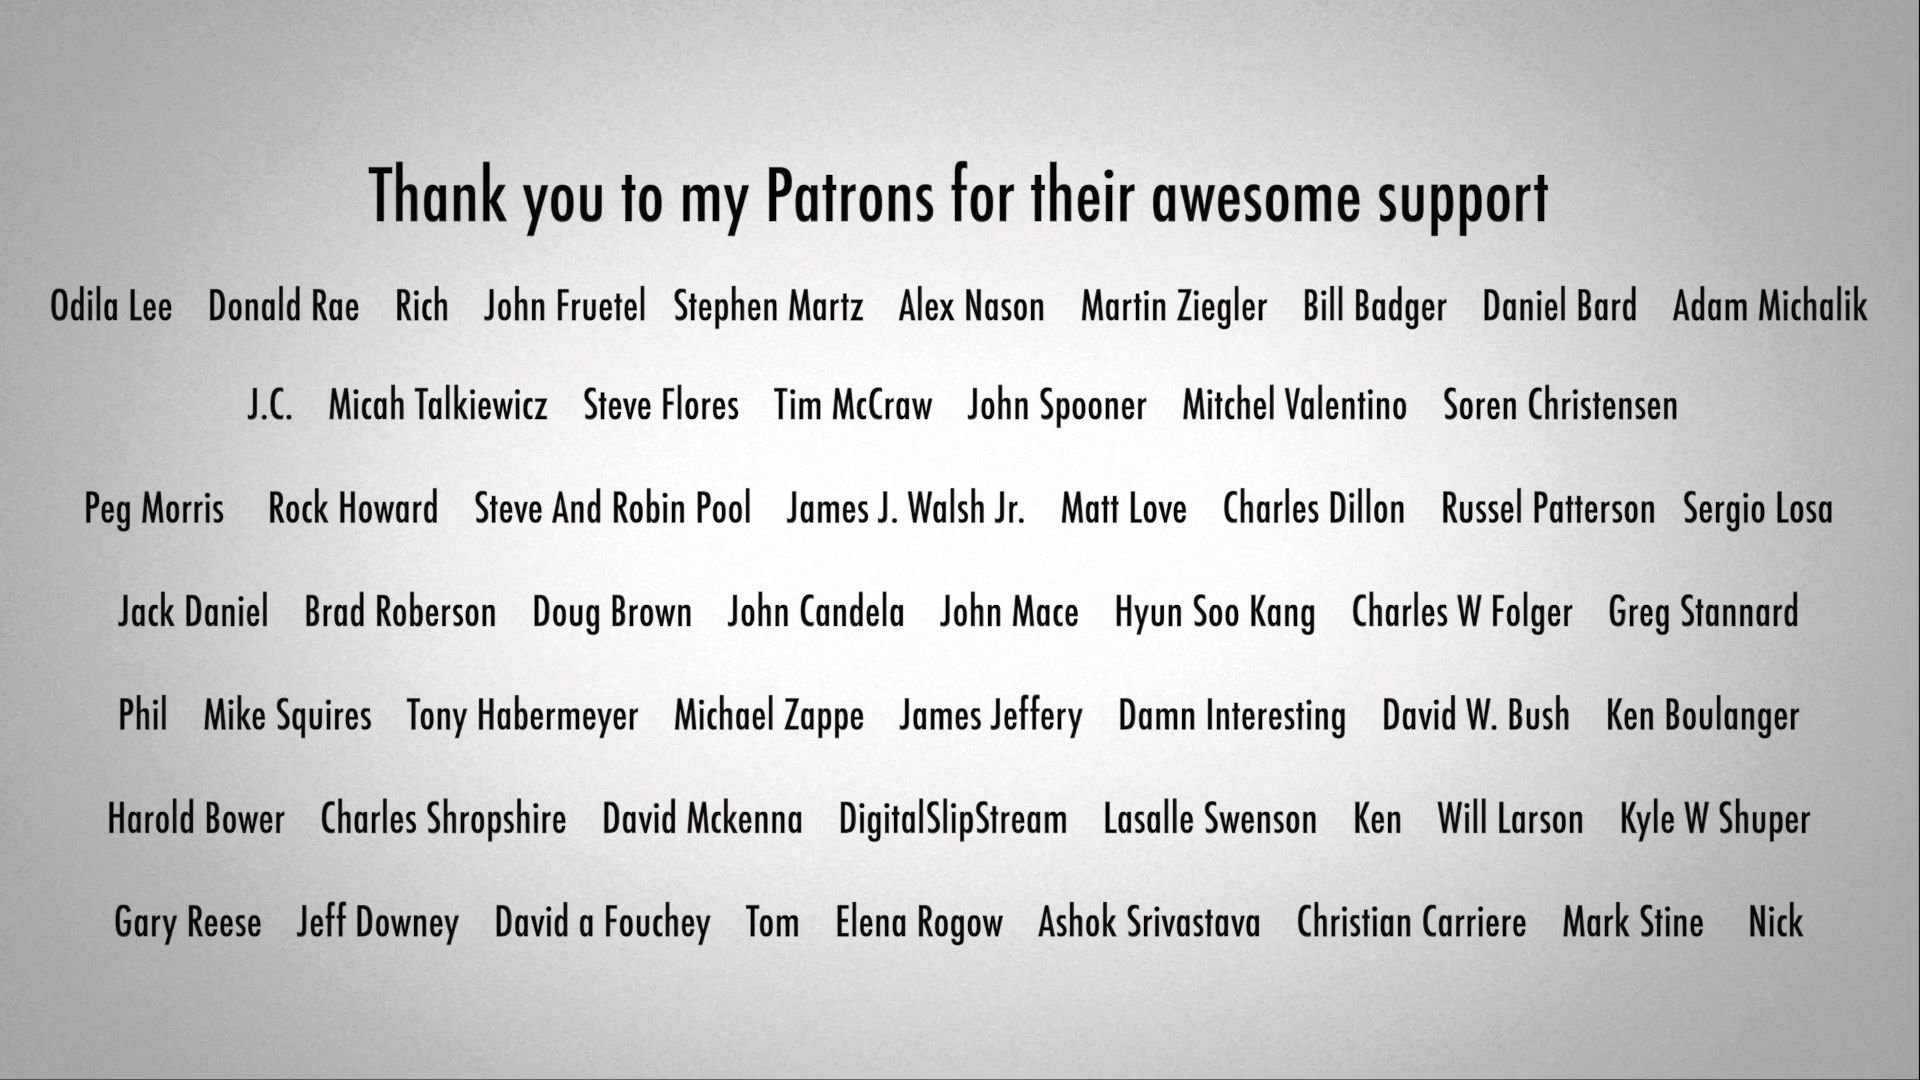 Thank you to my Patrons for their awesome support
Odila Lee Donald Rae Rich John Fruetel Stephen Martz Alex Nason Martin Ziegler Bill Badger Daniel Bard Adam Michalik
J.C. Micah Talkiewicz Steve Flores Tim McCraw John Spooner Mitchel Valentino Soren Christensen
Peg Morris Rock Howard Steve And Robin Pool James J. Walsh Jr. Matt Love Charles Dillon Russel Patterson Sergio Losa
Jack Daniel Brad Roberson Doug Brown John Candela John Mace Hyun Soo Kang Charles W Folger Greg Stannard
Phil Mike Squires Tony Habermeyer Michael Zappe James Jeffery Damn Interesting David W. Bush Ken Boulanger
Harold Bower Charles Shropshire David Mckenna DigitalSlipStream Lasalle Swenson Ken Will Larson Kyle W Shuper
Gary Reese Jeff Downey David a Fouchey Tom Elena Rogow Ashok Srivastava Christian Carriere Mark Stine Nick